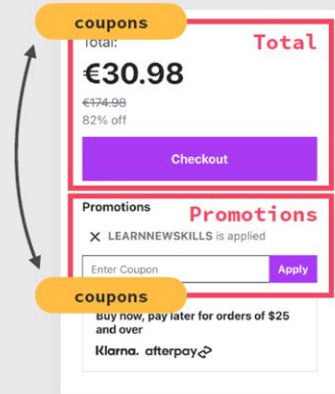 coupons
Total:
Total
€30.98
€174.98
82% off
Checkout
Promotions
Promotions
LEARNNEWSKILLS is applied
Enter Coupon
Apply
coupons
Buy now, pay later for orders of $25
and over
Klarna. afterpay